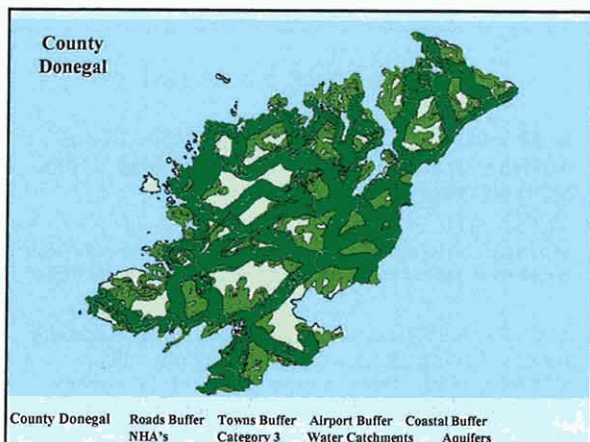 County
Donegal
County Donegal Roads Buffer Towns Buffer Airport Buffer Coastal Buffer
NHA's Category 3 Water Catchments Aquifers